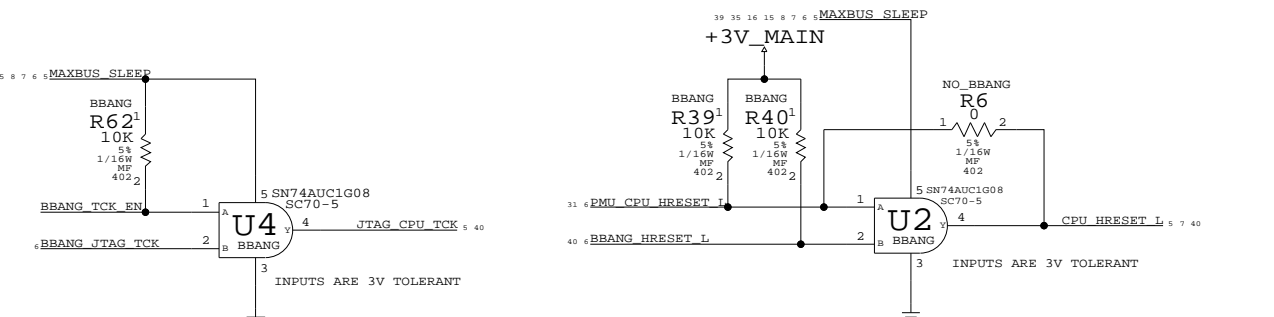 5 8 7 6 5 MAXBUS_SLEEP
BBANG
R62 1
10K
5%
1/16W
MF
402 2
BBANG_TCK_EN
6 BBANG_JTAG_TCK
1
2
A
B
U4
BBANG
Y
5 SN74AUC1G08
SC70-5
4
JTAG_CPU_TCK 5 40
3
INPUTS ARE 3V TOLERANT
39 35 16 15 8 7 6 5 MAXBUS_SLEEP
+3V_MAIN
BBANG
R39 1
10K
5%
1/16W
MF
402 2
BBANG
R40 1
10K
5%
1/16W
MF
402 2
NO_BBANG
R6
0
1 2
5%
1/16W
MF
402
31 6 PMU_CPU_HRESET_L
40 6 BBANG_HRESET_L
1
2
A
B
U2
BBANG
Y
5 SN74AUC1G08
SC70-5
4
CPU_HRESET_L 5 7 40
3
INPUTS ARE 3V TOLERANT